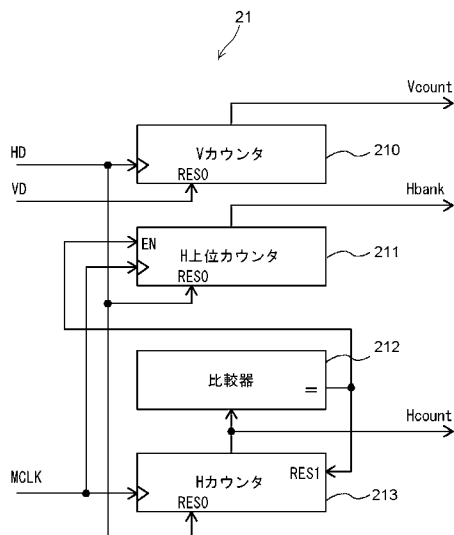 21
Vcount
HD
Vカウンタ
210
RES0
VD
Hbank
EN
H上位カウンタ
211
RES0
212
比較器
=
Hcount
MCLK
Hカウンタ
RES1
RES0
213